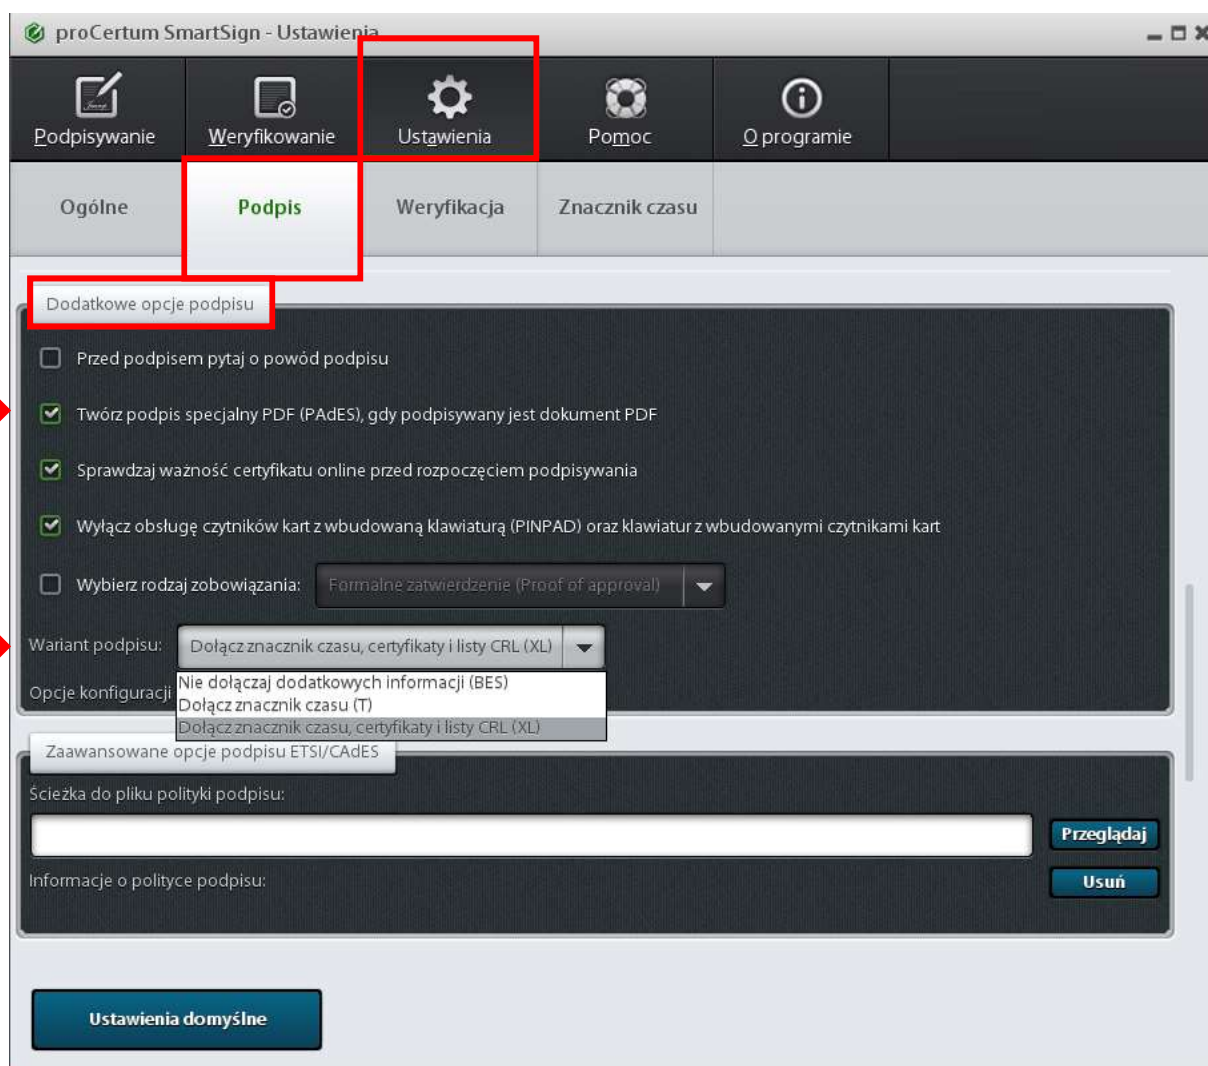 proCertum SmartSign - Ustawienia
Podpisywanie
Weryfikowanie
Ustawienia
Pomoc
O programie
Ogólne
Podpis
Weryfikacja
Znacznik czasu
Dodatkowe opcje podpisu
Przed podpisem pytaj o powód podpisu
Twórz podpis specjalny PDF (PAdES), gdy podpisywany jest dokument PDF
Sprawdzaj ważność certyfikatu online przed rozpoczęciem podpisywania
Wyłącz obsługę czytników kart z wbudowaną klawiaturą (PINPAD) oraz klawiatur z wbudowanymi czytnikami kart
Wybierz rodzaj zobowiązania: Formalne zatwierdzenie (Proof of approval)
Wariant podpisu: Dołącz znacznik czasu, certyfikaty i listy CRL (XL)
Nie dołączaj dodatkowych informacji (BES)
Opcje konfiguracji
Dołącz znacznik czasu (T)
Dołącz znacznik czasu, certyfikaty i listy CRL (XL)
Zaawansowane opcje podpisu ETSI/CAdES
Ścieżka do pliku polityki podpisu:
Przeglądaj
Informacje o polityce podpisu:
Usuń
Ustawienia domyślne